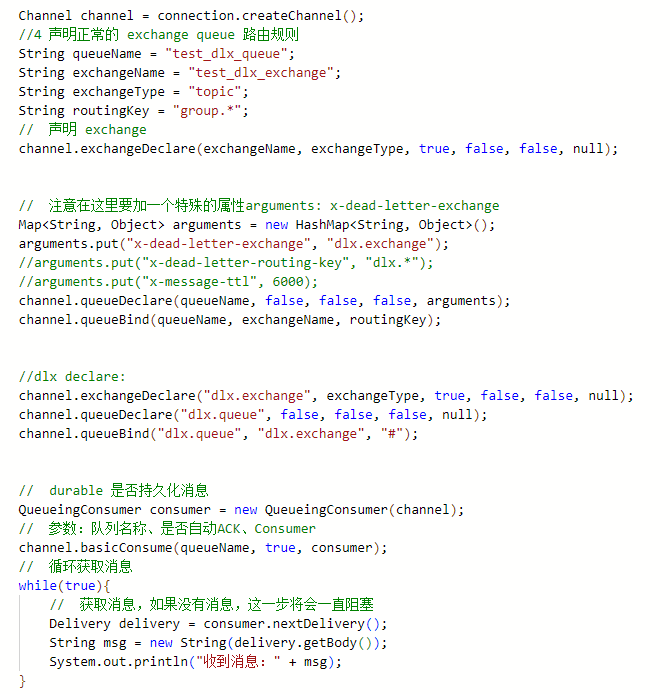 Channel channel = connection.createChannel();
//4 声明正常的 exchange queue 路由规则
String queueName = "test_dlx_queue";
String exchangeName = "test_dlx_exchange";
String exchangeType = "topic";
String routingKey = "group.*";
//  声明 exchange
channel.exchangeDeclare(exchangeName, exchangeType, true, false, false, null);
//  注意在这里要加一个特殊的属性arguments: x-dead-letter-exchange
Map<String, Object> arguments = new HashMap<String, Object>();
arguments.put("x-dead-letter-exchange", "dlx.exchange");
//arguments.put("x-dead-letter-routing-key", "dlx.*");
//arguments.put("x-message-ttl", 6000);
channel.queueDeclare(queueName, false, false, false, arguments);
channel.queueBind(queueName, exchangeName, routingKey);
//dlx declare:
channel.exchangeDeclare("dlx.exchange", exchangeType, true, false, false, null);
channel.queueDeclare("dlx.queue", false, false, false, null);
channel.queueBind("dlx.queue", "dlx.exchange", "#");
//  durable 是否持久化消息
QueueingConsumer consumer = new QueueingConsumer(channel);
//  参数：队列名称、是否自动ACK、Consumer
channel.basicConsume(queueName, true, consumer);
//  循环获取消息
while(true){
    //  获取消息，如果没有消息，这一步将会一直阻塞
    Delivery delivery = consumer.nextDelivery();
    String msg = new String(delivery.getBody());
    System.out.println("收到消息：" + msg);
}